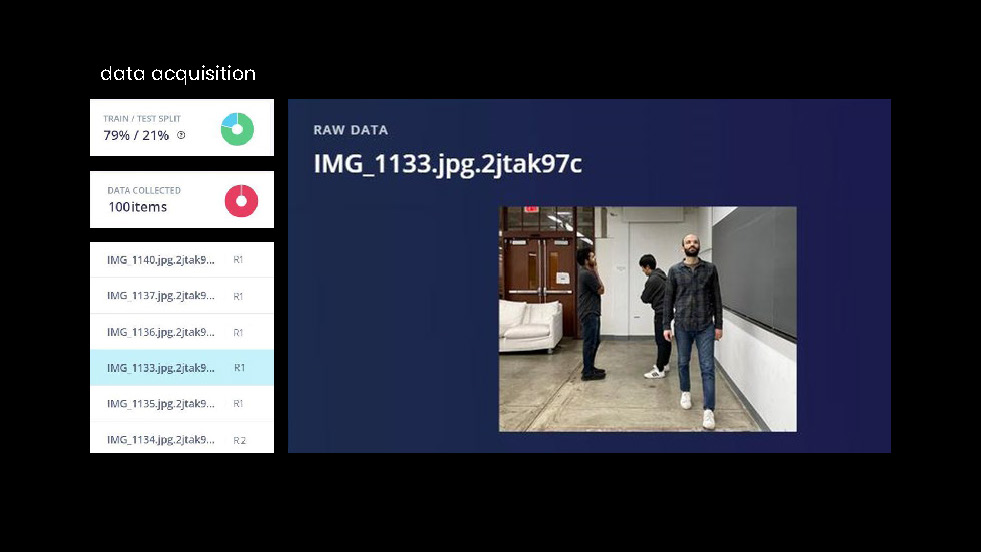 data acquisition
TRAIN / TEST SPLIT
79% / 21% ?
DATA COLLECTED
100 items
IMG_1140.jpg.2jtak9... R1
IMG_1137.jpg.2jtak9... R1
IMG_1136.jpg.2jtak9... R1
IMG_1133.jpg.2jtak9... R1
IMG_1135.jpg.2jtak9... R1
IMG_1134.jpg.2jtak9... R2
RAW DATA
IMG_1133.jpg.2jtak97c